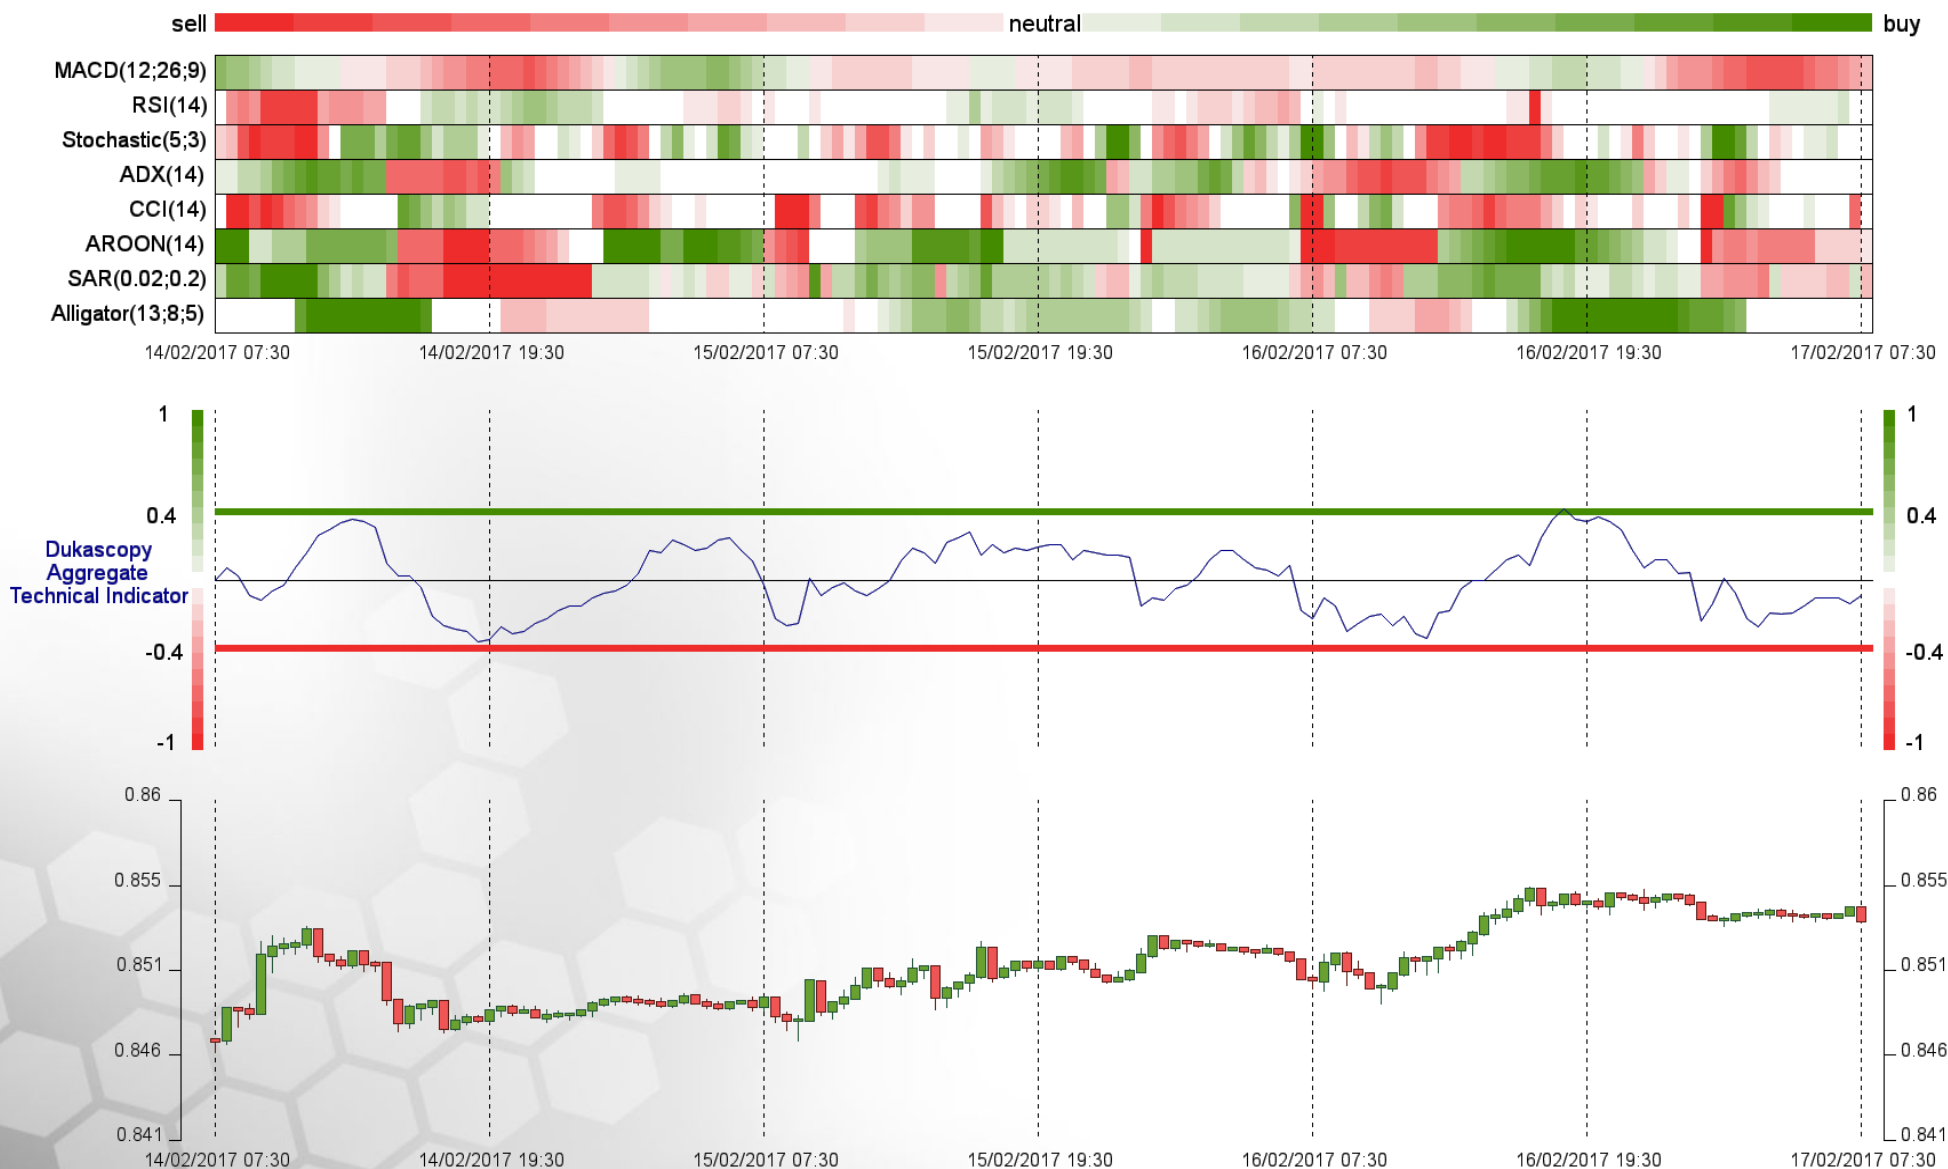 sell neutral buy
MACD(12;26;9)
RSI(14)
Stochastic(5;3)
ADX(14)
CCI(14)
AROON(14)
SAR(0.02;0.2)
Alligator(13;8;5)
14/02/2017 07:30 14/02/2017 19:30 15/02/2017 07:30 15/02/2017 19:30 16/02/2017 07:30 16/02/2017 19:30 17/02/2017 07:30
1 1
0.4 0.4
Dukascopy
Aggregate
Technical Indicator
-0.4 -0.4
-1 -1
0.86 0.86
0.855 0.855
0.851 0.851
0.846 0.846
0.841 0.841
14/02/2017 07:30 14/02/2017 19:30 15/02/2017 07:30 15/02/2017 19:30 16/02/2017 07:30 16/02/2017 19:30 17/02/2017 07:30